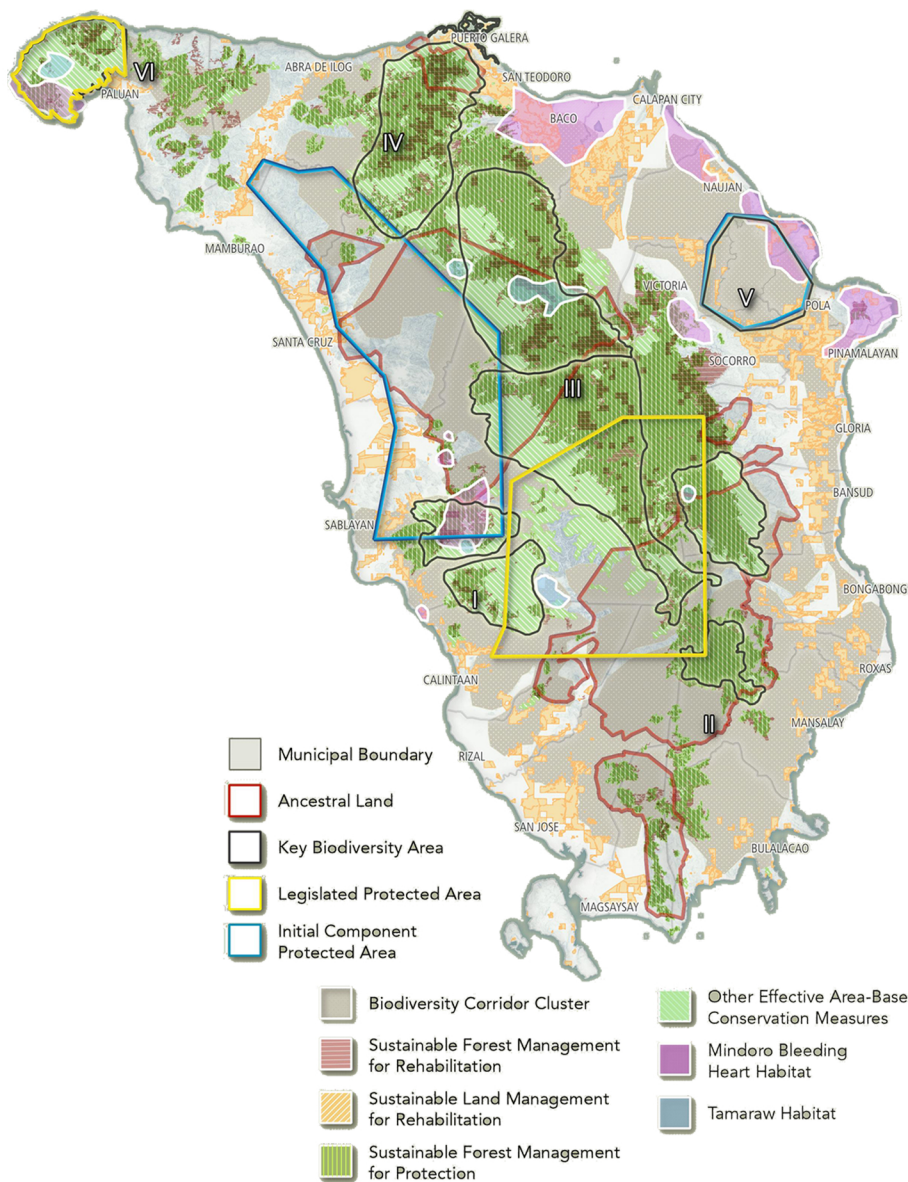 PUERTO GALERA
ABRA DE ILOG
SAN TEODORO
VI
PALUAN
CALAPAN CITY
BACO
IV
NAUJAN
MAMBURAO
VICTORIA
V
POLA
SANTA CRUZ
PINAMALAYAN
SOCORRO
III
GLORIA
BANSUD
SABLAYAN
I
BONGABONG
ROXAS
CALINTAAN
MANSALAY
II
RIZAL
SAN JOSE
BULALACAO
MAGSAYSAY
Municipal Boundary
Ancestral Land
Key Biodiversity Area
Legislated Protected Area
Initial Component
Protected Area
Biodiversity Corridor Cluster
Sustainable Forest Management
for Rehabilitation
Sustainable Land Management
for Rehabilitation
Sustainable Forest Management
for Protection
Other Effective Area-Base
Conservation Measures
Mindoro Bleeding
Heart Habitat
Tamaraw Habitat